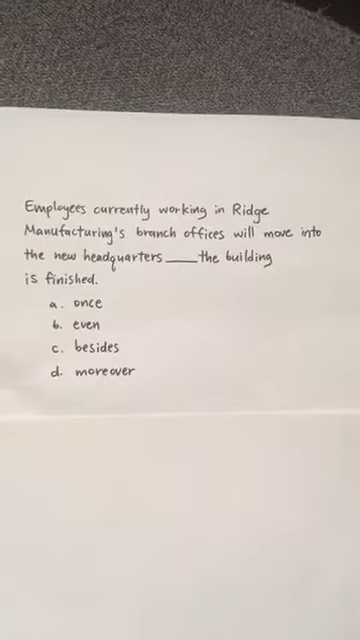 Employees currently working in Ridge
Manufacturing's branch offices will move into
the new headquarters ____ the building
is finished.
a. once
b. even
c. besides
d. moreover